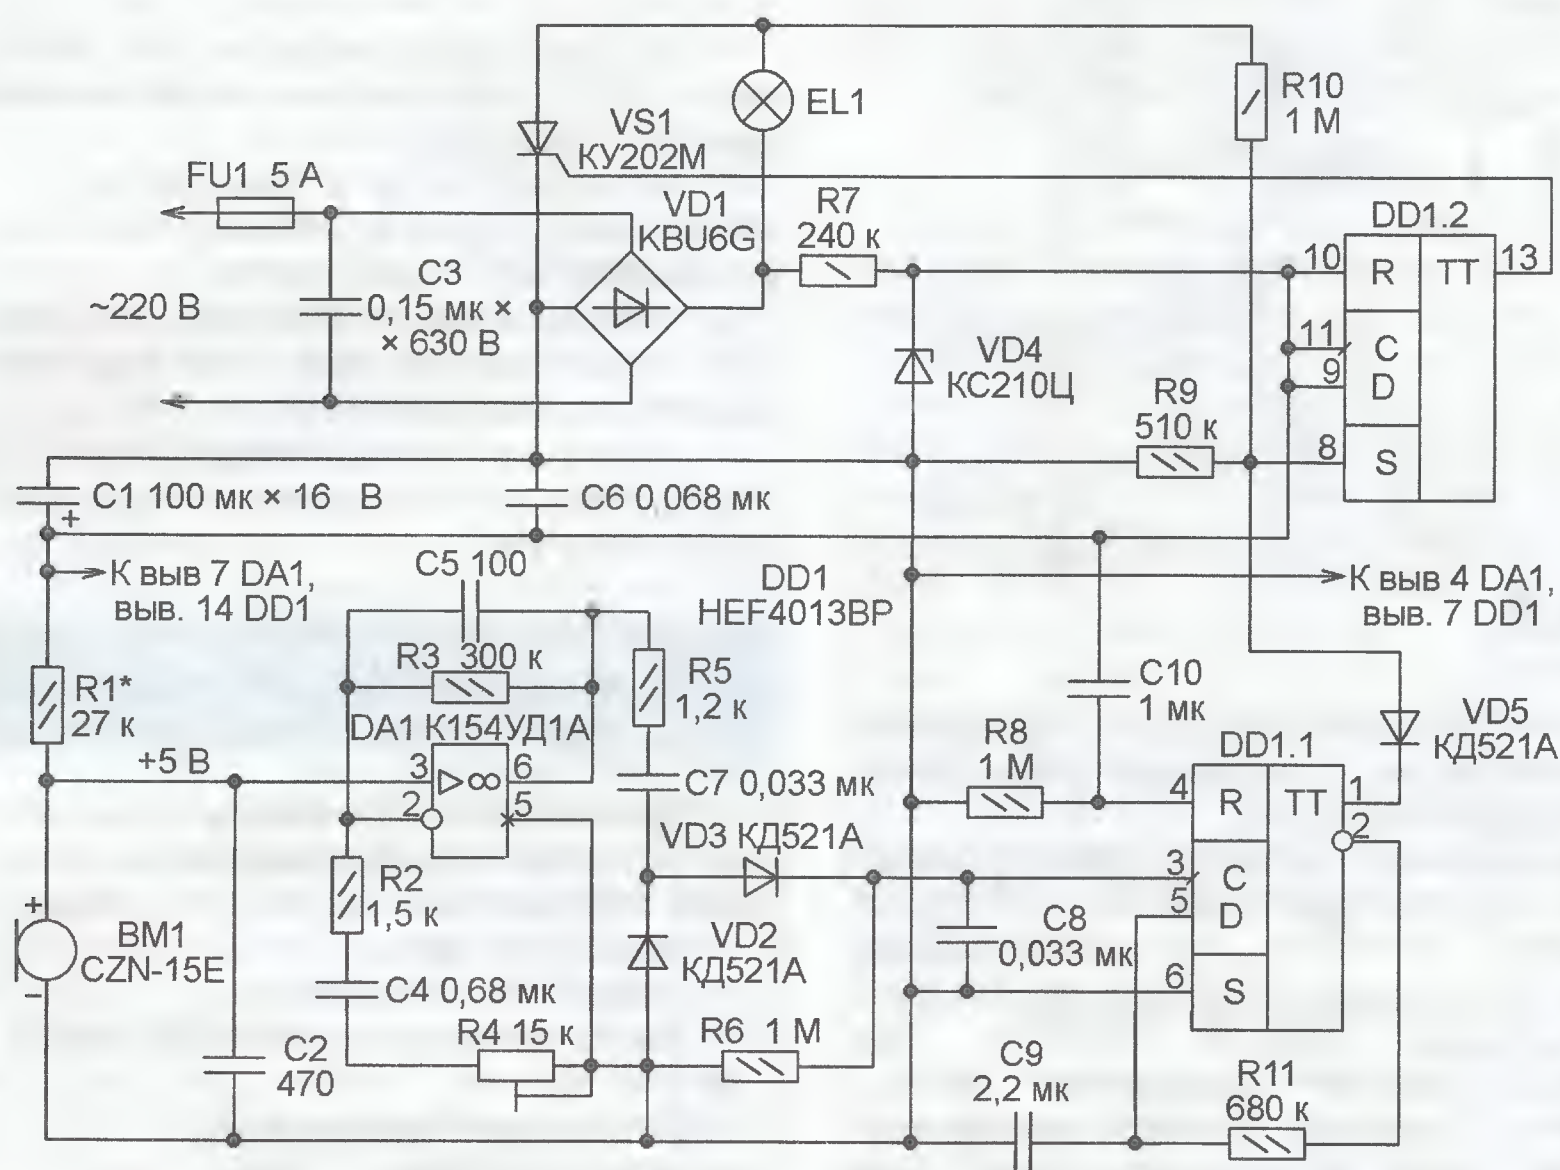 EL1
R10
1 М
VS1
КУ202М
FU1 5 А
VD1
KBU6G
R7
240 к
DD1.2
10
R
TT
13
C3
0,15 мк ×
× 630 В
~220 В
11
C
9
D
VD4
КС210Ц
R9
510 к
8
S
C1 100 мк × 16 В
+
C6 0,068 мк
К выв 7 DA1,
выв. 14 DD1
C5 100
DD1
HEF4013BP
К выв 4 DA1,
выв. 7 DD1
R3 300 к
R1*
27 к
R5
1,2 к
C10
1 мк
DA1 К154УД1А
VD5
КД521А
R8
1 М
DD1.1
+5 В
3
▷∞
6
2
5
C7 0,033 мк
4
R
TT
1
2
VD3 КД521А
3
C
5
D
R2
1,5 к
+
BM1
CZN-15E
–
VD2
КД521А
C8
0,033 мк
6
S
C4 0,68 мк
R4 15 к
R6 1 М
C2
470
C9
2,2 мк
R11
680 к